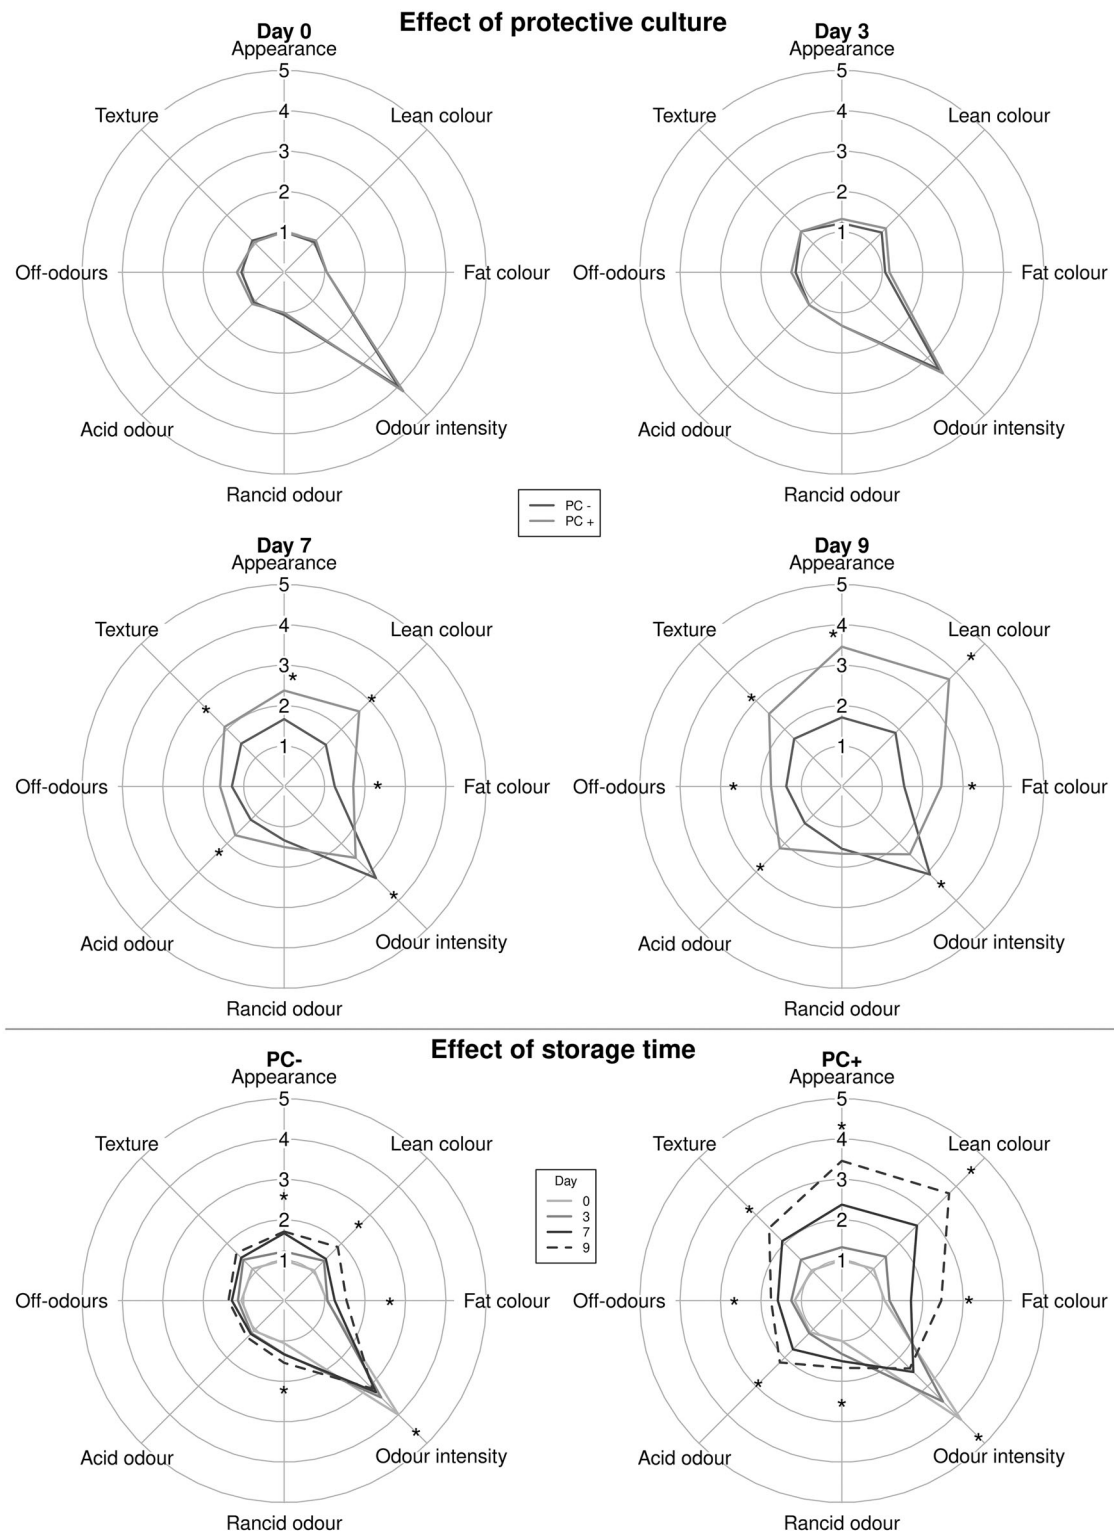 Effect of protective culture
Day 0
Appearance
5
4
3
2
1
Texture
Lean colour
Off-odours
Fat colour
Acid odour
Odour intensity
Rancid odour
Day 3
Appearance
5
4
3
2
1
Texture
Lean colour
Off-odours
Fat colour
Acid odour
Odour intensity
Rancid odour
PC -
PC +
Day 7
Appearance
5
4
3
*
2
1
Texture
Lean colour
*
*
Off-odours
Fat colour
*
*
Acid odour
Odour intensity
*
Rancid odour
Day 9
Appearance
5
4
*
3
2
1
Texture
Lean colour
*
*
Off-odours
*
*
Fat colour
*
*
Acid odour
Odour intensity
Rancid odour
Effect of storage time
PC-
Appearance
5
4
3
*
2
1
Texture
Lean colour
*
Off-odours
*
Fat colour
*
*
Acid odour
Odour intensity
Rancid odour
Day
0
3
7
9
PC+
Appearance
5
*
4
3
2
1
Texture
Lean colour
*
*
Off-odours
*
*
Fat colour
*
*
*
Acid odour
Odour intensity
Rancid odour